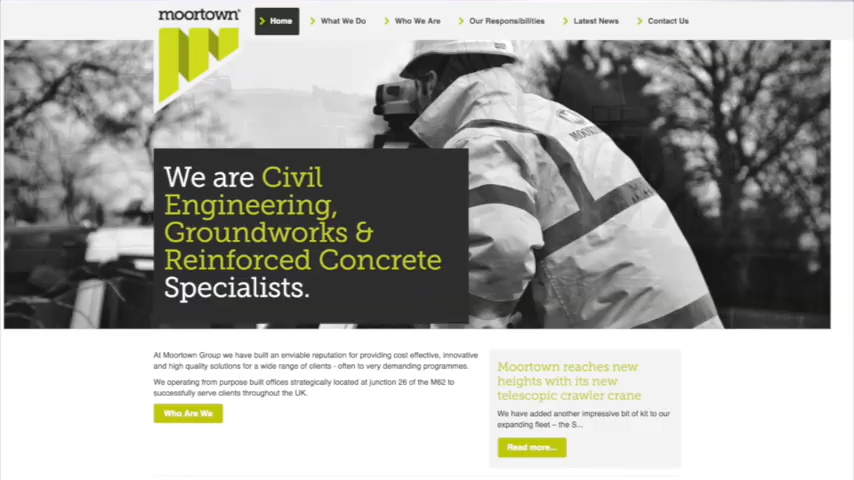 moortown®
Home
What We Do
Who We Are
Our Responsibilities
Latest News
Contact Us
We are Civil
Engineering,
Groundworks &
Reinforced Concrete
Specialists.
At Moortown Group we have built an enviable reputation for providing cost effective, innovative
and high quality solutions for a wide range of clients - often to very demanding programmes.
We operating from purpose built offices strategically located at junction 26 of the M62 to
successfully serve clients throughout the UK.
Who Are We
Moortown reaches new
heights with its new
telescopic crawler crane
We have added another impressive bit of kit to our
expanding fleet – the S...
Read more...